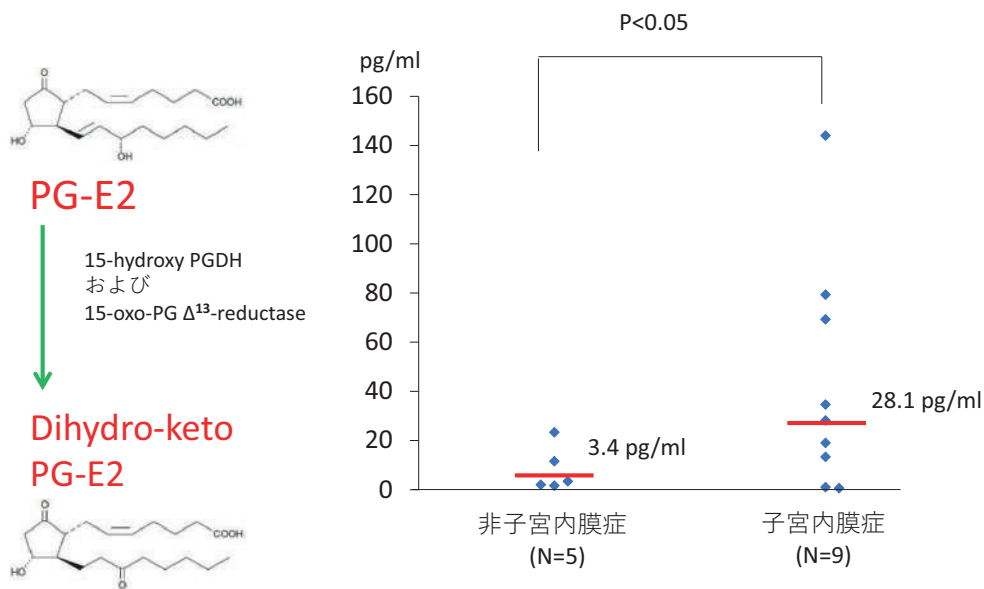 O
COOH
HO
OH
PG-E2
15-hydroxy PGDH
および
15-oxo-PG Δ¹³-reductase
Dihydro-keto
PG-E2
O
COOH
HO
O
P<0.05
pg/ml
160
140
120
100
80
60
40
20
0
3.4 pg/ml
28.1 pg/ml
非子宮内膜症
(N=5)
子宮内膜症
(N=9)